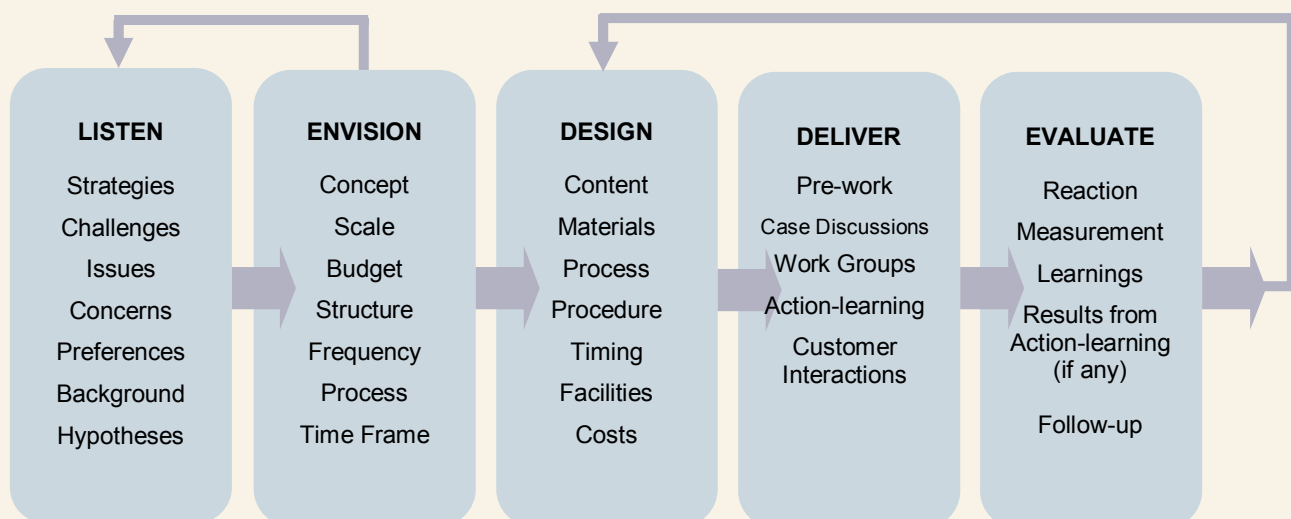 LISTEN
Strategies
Challenges
Issues
Concerns
Preferences
Background
Hypotheses
ENVISION
Concept
Scale
Budget
Structure
Frequency
Process
Time Frame
DESIGN
Content
Materials
Process
Procedure
Timing
Facilities
Costs
DELIVER
Pre-work
Case Discussions
Work Groups
Action-learning
Customer
Interactions
EVALUATE
Reaction
Measurement
Learnings
Results from
Action-learning
(if any)
Follow-up